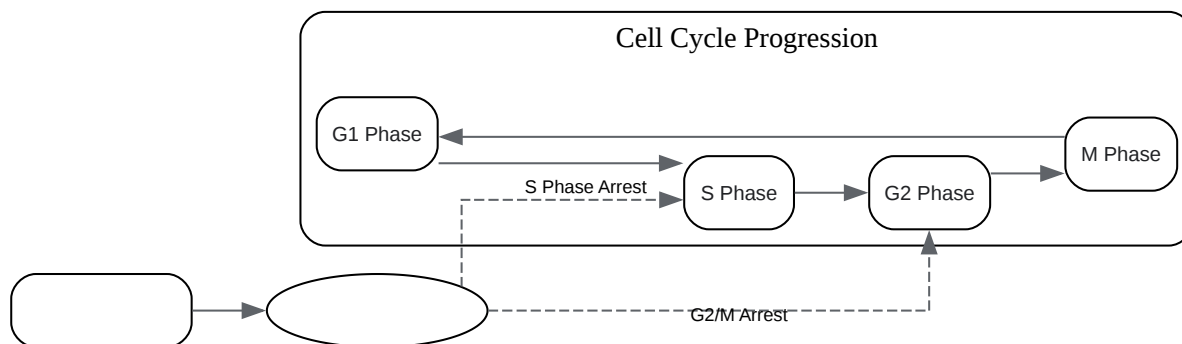 Cell Cycle Progression
G1 Phase
M Phase
S Phase Arrest
S Phase
G2 Phase
G2/M Arrest